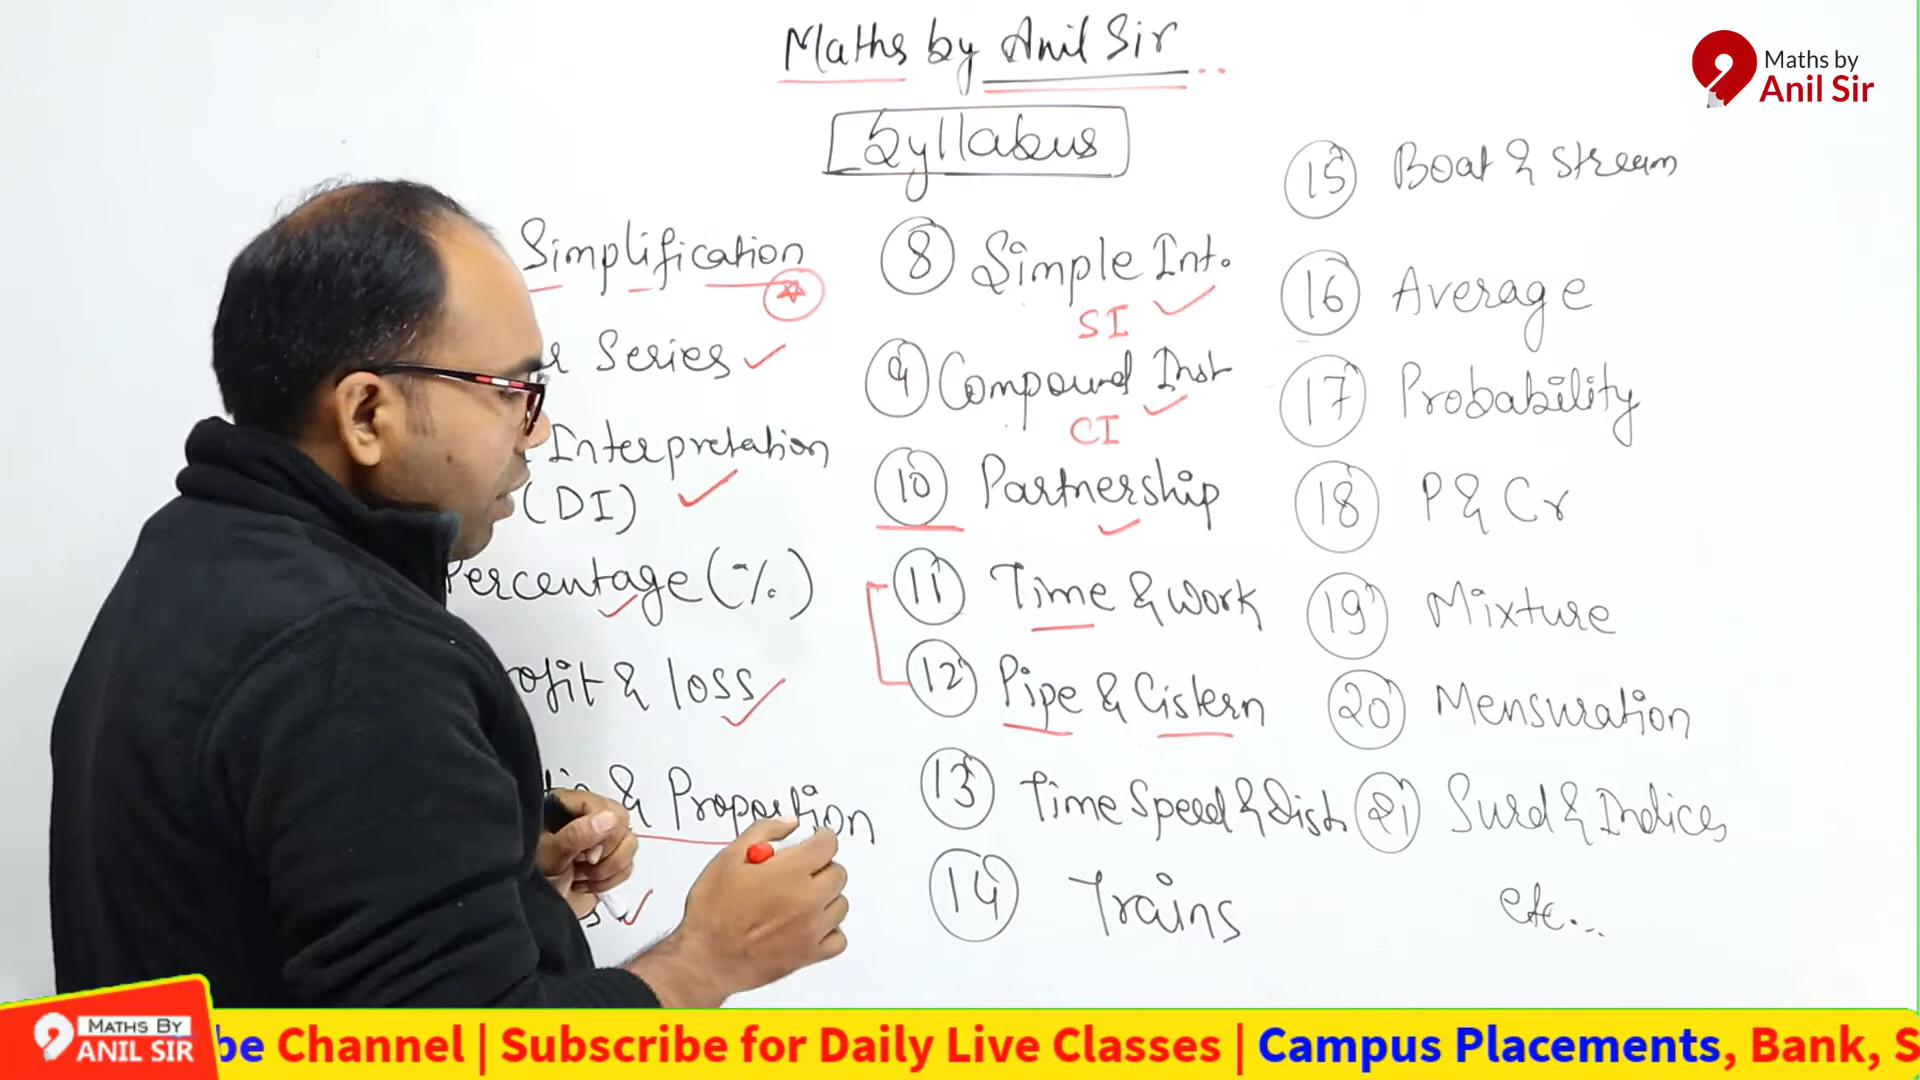 Maths by Anil Sir ..
Syllabus
Simplification
Series
Interpretation
(DI)
Percentage (%)
& loss
& Proportion
8 Simple Int.
SI
9 Compound Inst
CI
10 Partnership
11 Time & work
12 Pipe & Cistern
13 Time Speed & Dist.
14 Trains
15 Boat & Stream
16 Average
17 Probability
18 P & Cr
19 Mixture
20 Mensuration
21 Surd & Indices
etc...
Maths by
Anil Sir
MATHS BY
ANIL SIR
be Channel | Subscribe for Daily Live Classes | Campus Placements, Bank, S